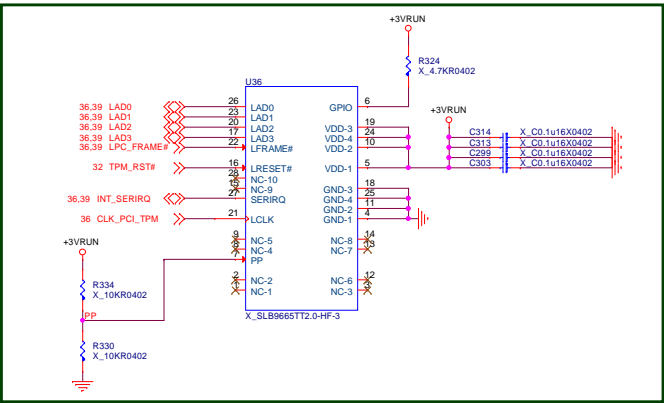 +3VRUN
R324
X_4.7KR0402
U36
36,39 LAD0 26 LAD0 GPIO 6
36,39 LAD1 23 LAD1
36,39 LAD2 20 LAD2
36,39 LAD3 17 LAD3
36,39 LPC_FRAME# 22 LFRAME#
VDD-3 19
VDD-4 24
VDD-2 10
VDD-1 5
+3VRUN
C314 X_C0.1u16X0402
C313 X_C0.1u16X0402
C299 X_C0.1u16X0402
C303 X_C0.1u16X0402
32 TPM_RST# 16 LRESET#
28 NC-10
NC-9
36,39 INT_SERIRQ 27 SERIRQ
GND-3 18
GND-4 25
GND-2 11
GND-1 4
36 CLK_PCI_TPM 21 LCLK
9 NC-5 NC-8 14
8 NC-4 NC-7 13
7 PP
2 NC-2 NC-6 12
1 NC-1 NC-3
X_SLB9665TT2.0-HF-3
+3VRUN
R334
X_10KR0402
PP
R330
X_10KR0402